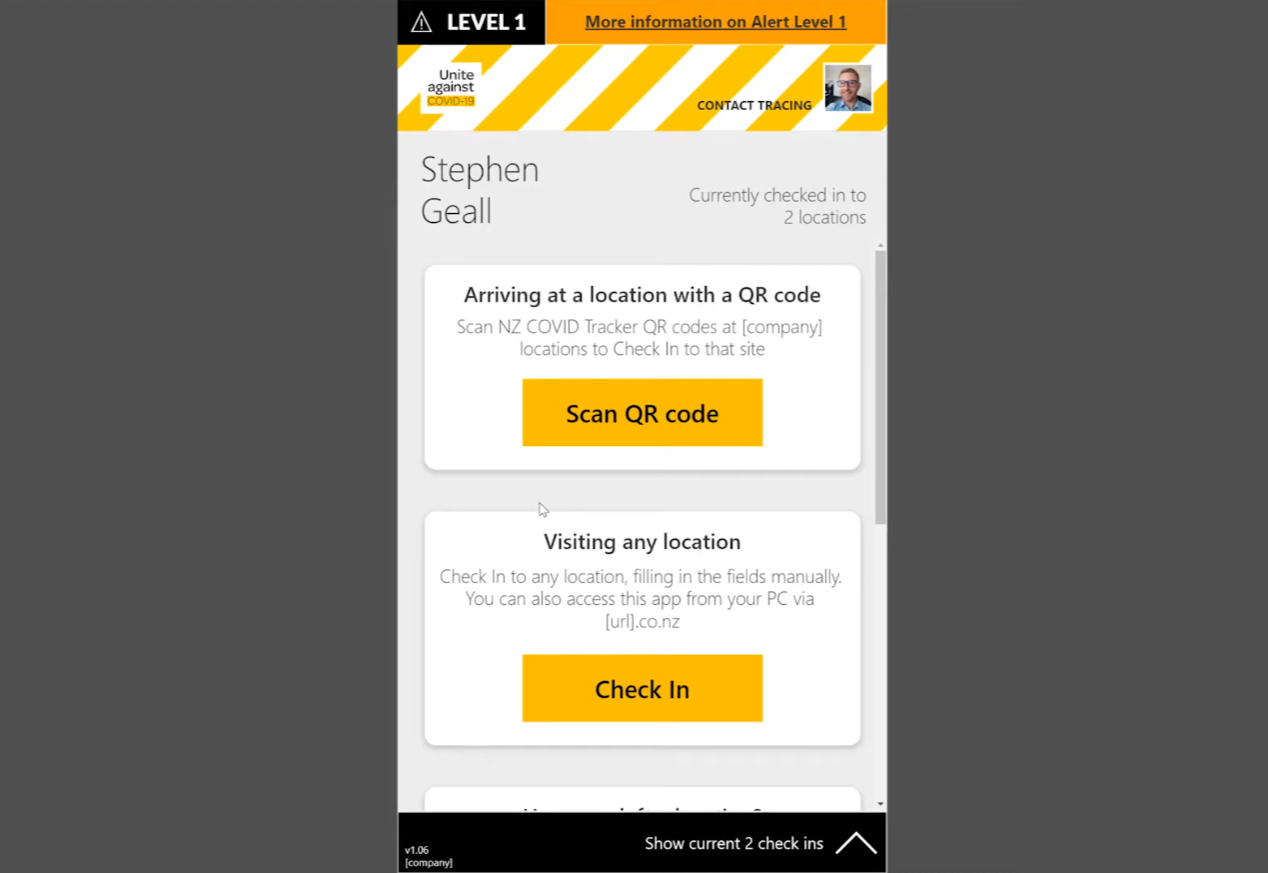 LEVEL 1
More information on Alert Level 1
Unite
against
COVID-19
CONTACT TRACING
Stephen
Geall
Currently checked in to
2 locations
Arriving at a location with a QR code
Scan NZ COVID Tracker QR codes at [company]
locations to Check In to that site
Scan QR code
Visiting any location
Check In to any location, filling in the fields manually.
You can also access this app from your PC via
[url].co.nz
Check In
Show current 2 check ins
v1.06
[company]